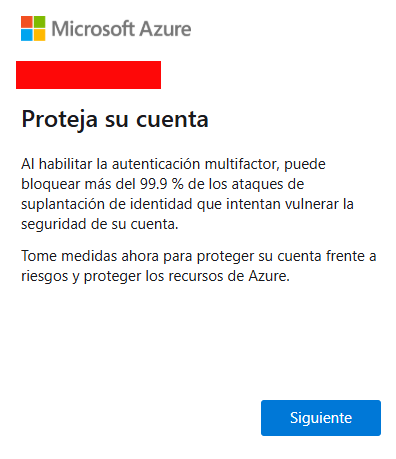 Microsoft Azure
Proteja su cuenta
Al habilitar la autenticación multifactor, puede
bloquear más del 99.9 % de los ataques de
suplantación de identidad que intentan vulnerar la
seguridad de su cuenta.
Tome medidas ahora para proteger su cuenta frente a
riesgos y proteger los recursos de Azure.
Siguiente